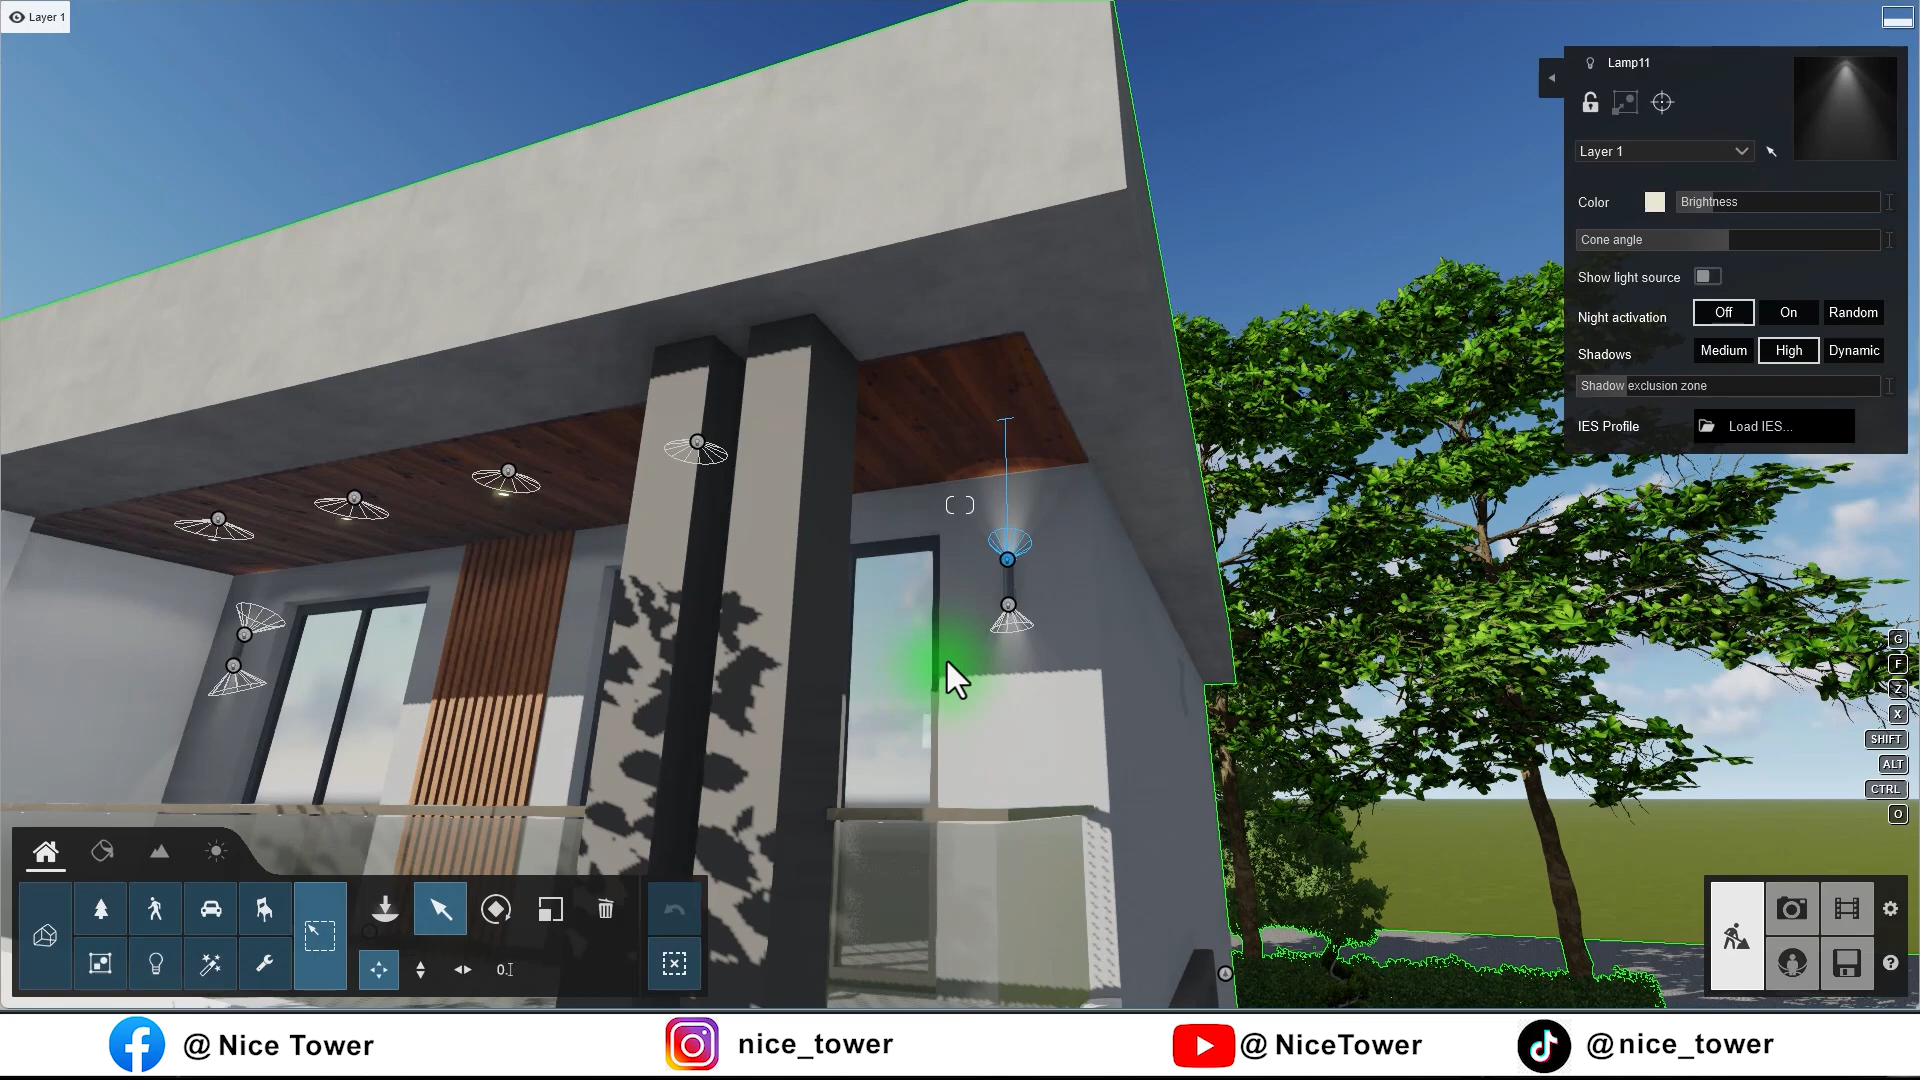 Layer 1
Lamp11
Layer 1
Color
Brightness
Cone angle
Show light source
Night activation
Off
On
Random
Shadows
Medium
High
Dynamic
Shadow exclusion zone
IES Profile
Load IES...
G
F
Z
X
SHIFT
ALT
CTRL
O
?
@ Nice Tower
nice_tower
@ NiceTower
@nice_tower